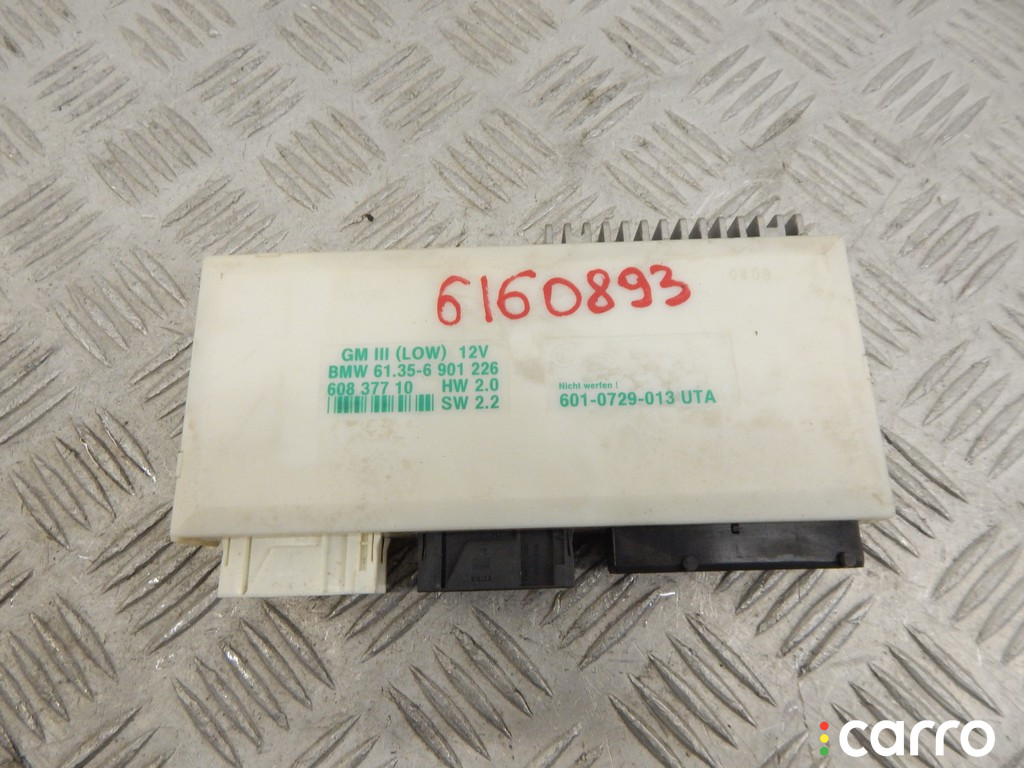 6160893
GM III (LOW) 12V
BMW 61.35-6 901 226
608 377 10 HW 2.0
SW 2.2
Nicht werfen !
601-0729-013 UTA
carro